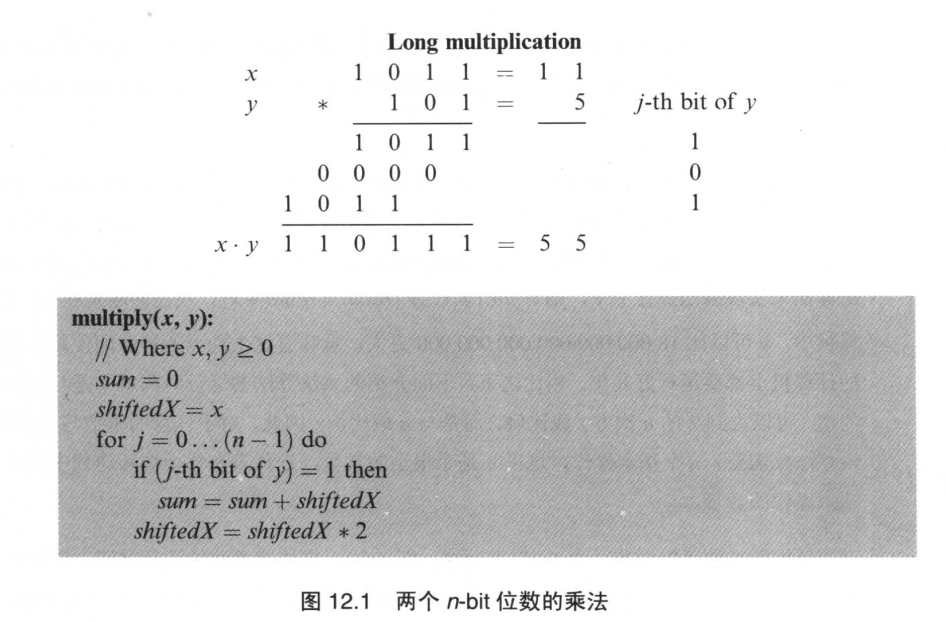 Long multiplication
x 1 0 1 1 = 1 1
y * 1 0 1 = 5 j-th bit of y
1 0 1 1 1
0 0 0 0 0
1 0 1 1 1
x · y 1 1 0 1 1 1 = 5 5
multiply(x, y):
// Where x, y ≥ 0
sum = 0
shiftedX = x
for j = 0…(n − 1) do
if (j-th bit of y) = 1 then
sum = sum + shiftedX
shiftedX = shiftedX * 2
图 12.1 两个 n-bit 位数的乘法